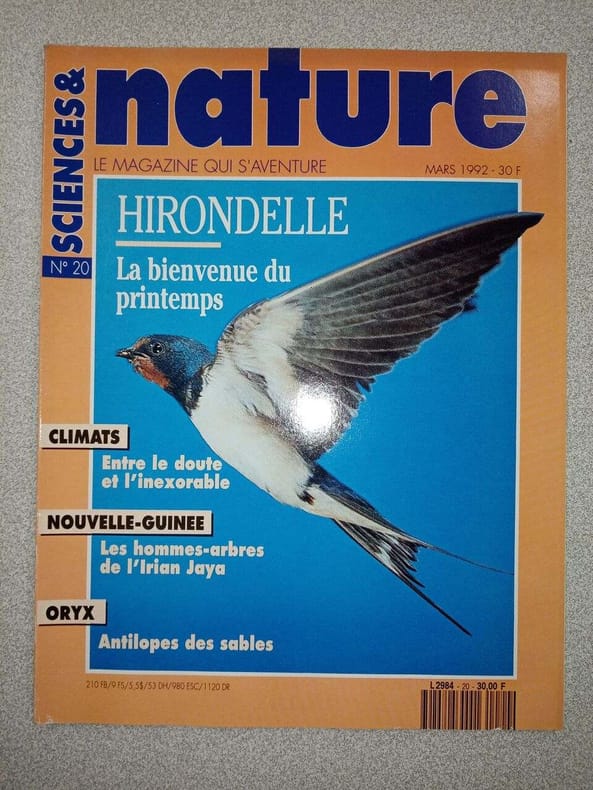 SCIENCES &
nature
LE MAGAZINE QUI S'AVENTURE
MARS 1992 - 30 F
N° 20
HIRONDELLE
La bienvenue du
printemps
CLIMATS
Entre le doute
et l'inexorable
NOUVELLE-GUINEE
Les hommes-arbres
de l'Irian Jaya
ORYX
Antilopes des sables
210 FB/9 FS/5,5$/53 DH/980 ESC/1120 DR
L 2984 - 20 - 30,00 F